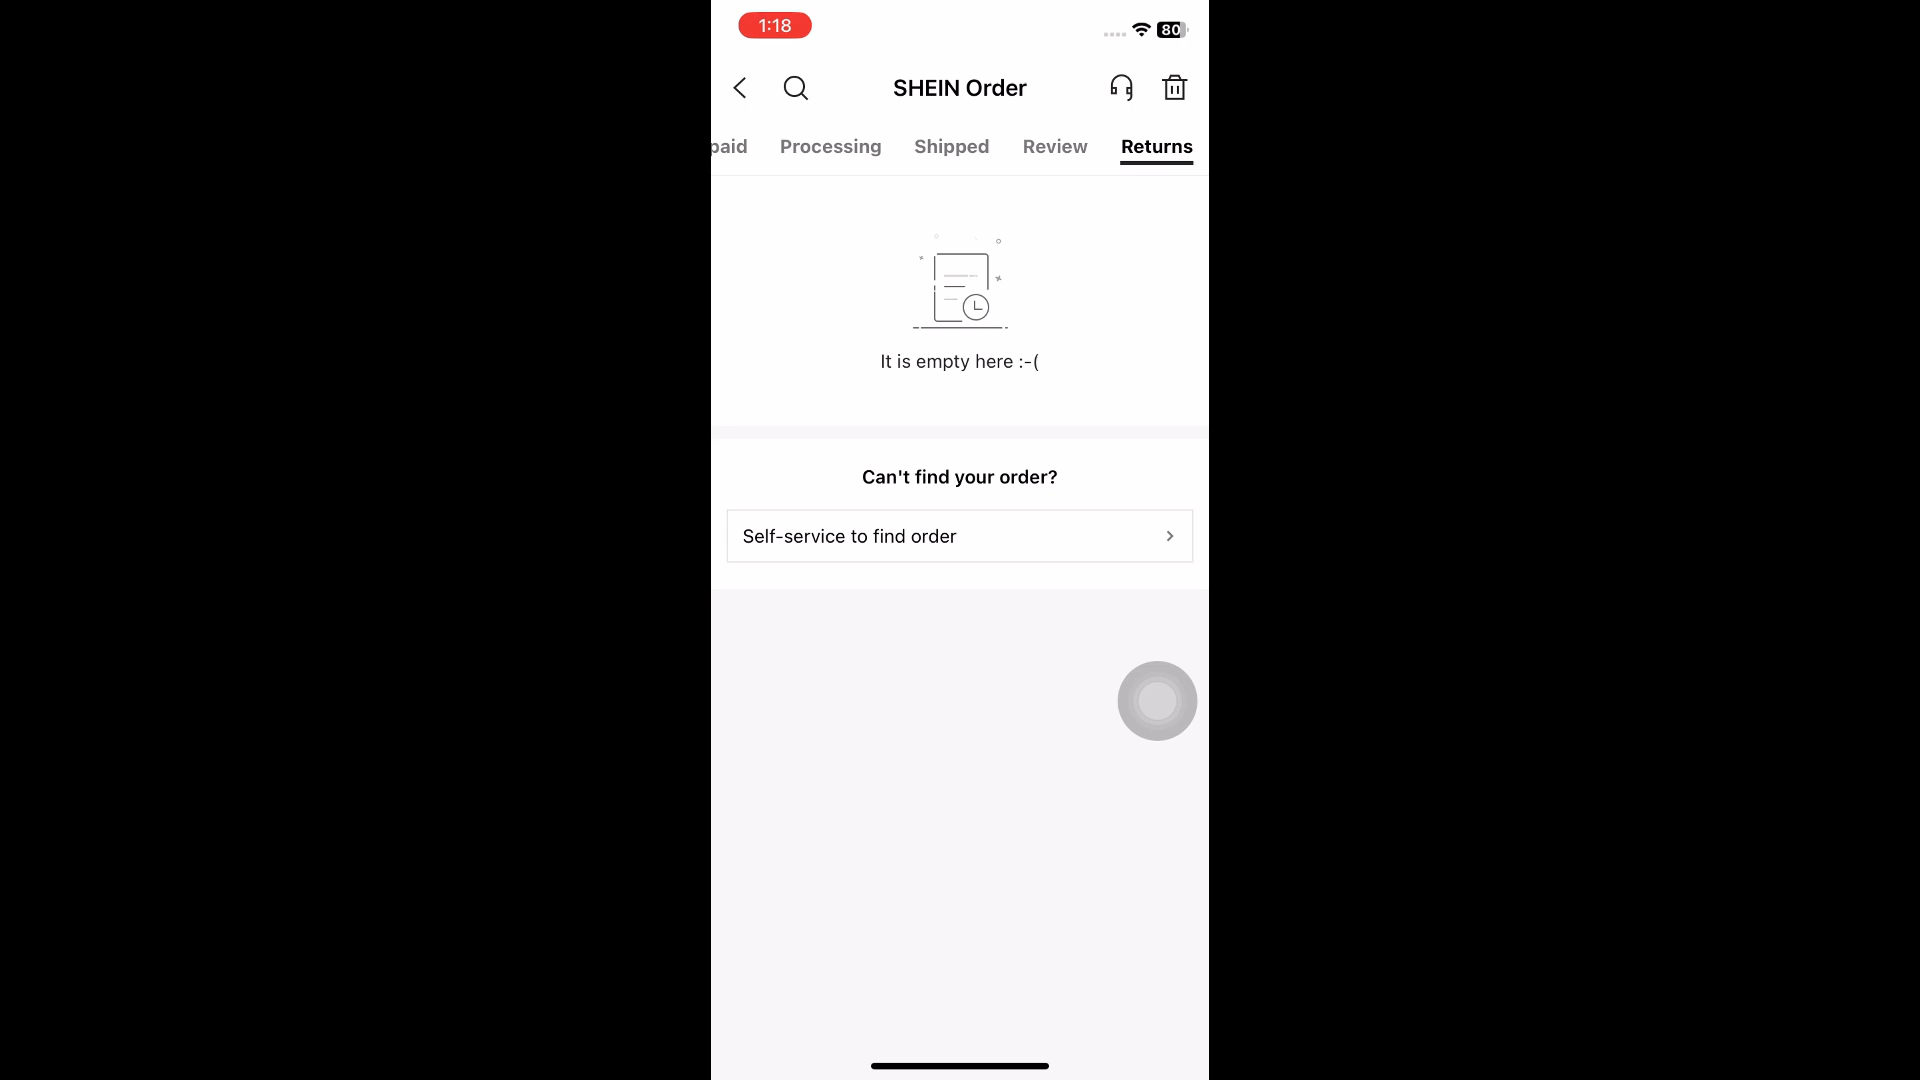 1:18
80
SHEIN Order
paid Processing Shipped Review Returns
It is empty here :-(
Can't find your order?
Self-service to find order